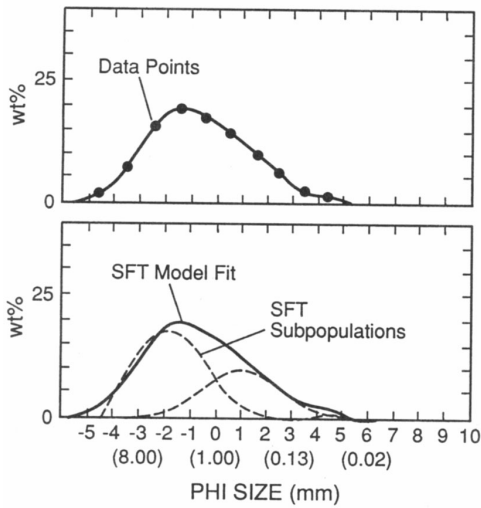 25
Data Points
wt%
0
SFT Model Fit
25
SFT
Subpopulations
wt%
0
-5 -4 -3 -2 -1 0 1 2 3 4 5 6 7 8 9 10
(8.00) (1.00) (0.13) (0.02)
PHI SIZE (mm)